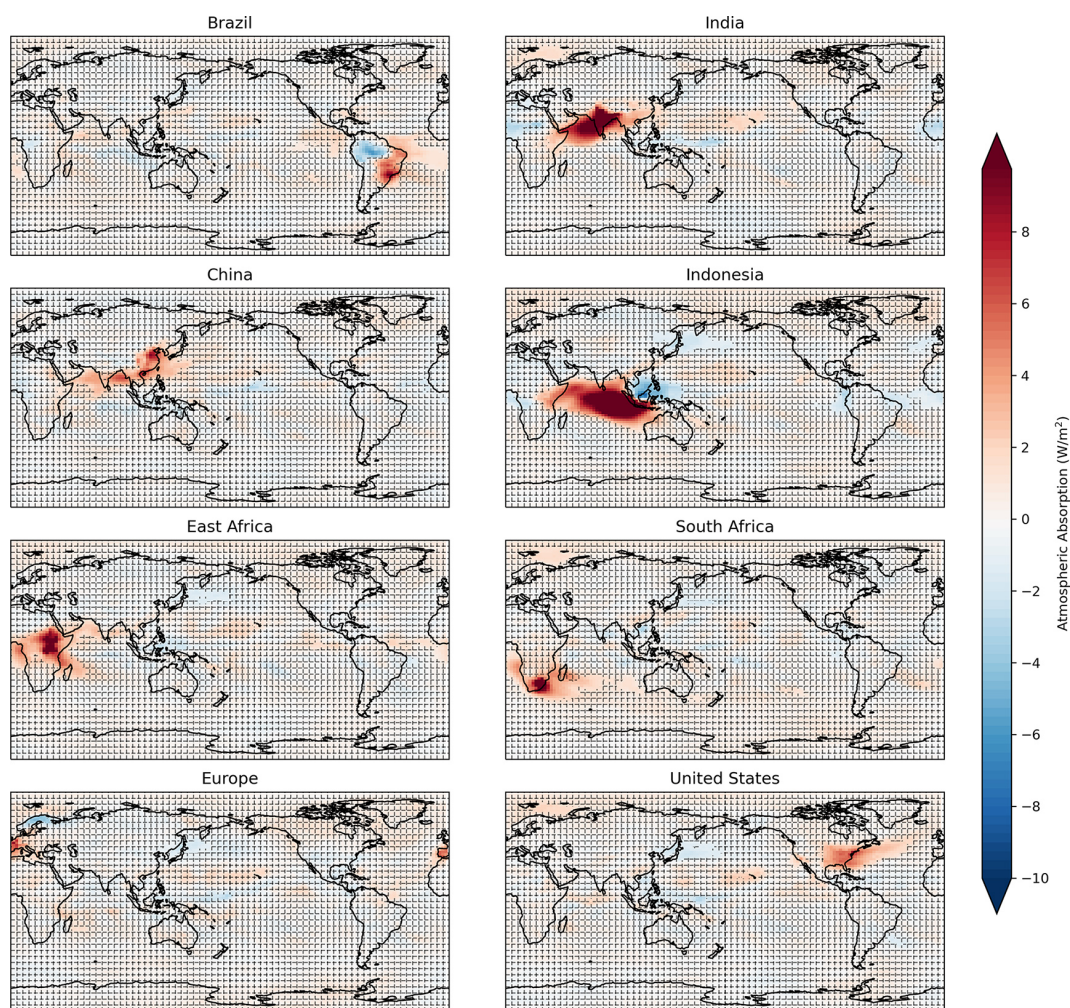 Brazil
India
China
Indonesia
East Africa
South Africa
Europe
United States
8
6
4
2
0
−2
−4
−6
−8
−10
Atmospheric Absorption (W/m²)